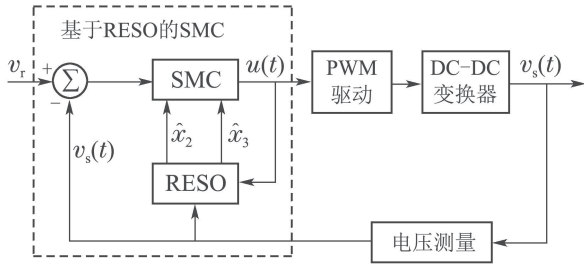 基于RESO的SMC
v_r
+
Σ
−
SMC
u(t)
PWM
驱动
DC-DC
变换器
v_s(t)
v_s(t)
x̂_2
x̂_3
RESO
电压测量